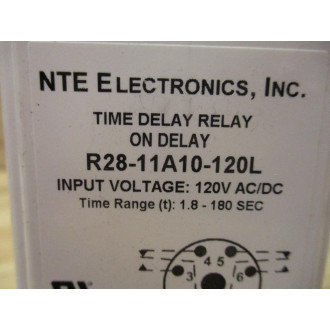 NTE ELECTRONICS, INC.
TIME DELAY RELAY
ON DELAY
R28-11A10-120L
INPUT VOLTAGE: 120V AC/DC
Time Range (t): 1.8 - 180 SEC
4 5
3 6